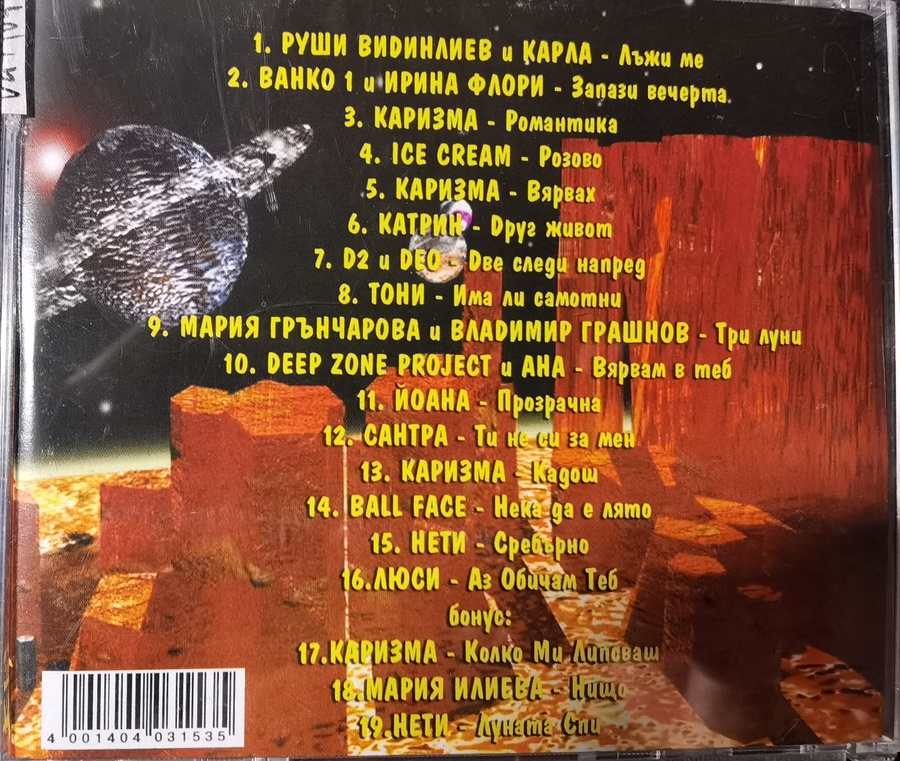 1. РУШИ ВИДИНЛИЕВ и КАРЛА - Лъжи ме
2. ВАНКО 1 и ИРИНА ФЛОРИ - Запази вечерта
3. КАРИЗМА - Романтика
4. ICE CREAM - Розово
5. КАРИЗМА - Вярвах
6. КАТРИН - Друг живот
7. D2 и DEO - Две следи напред
8. ТОНИ - Има ли самотни
9. МАРИЯ ГРЪНЧАРОВА и ВЛАДИМИР ГРАШНОВ - Три луни
10. DEEP ZONE PROJECT и АНА - Вярвам в теб
11. ЙОАНА - Прозрачна
12. САНТРА - Ти не си за мен
13. КАРИЗМА - Кадош
14. BALL FACE - Нека да е лято
15. НЕТИ - Сребърно
16.ЛЮСИ - Аз Обичам Теб
бонус:
17.КАРИЗМА - Колко Ми Липоваш
18.МАРИЯ ИЛИЕВА - Нищо
19.НЕТИ - Луната Спи
4 001404 031535